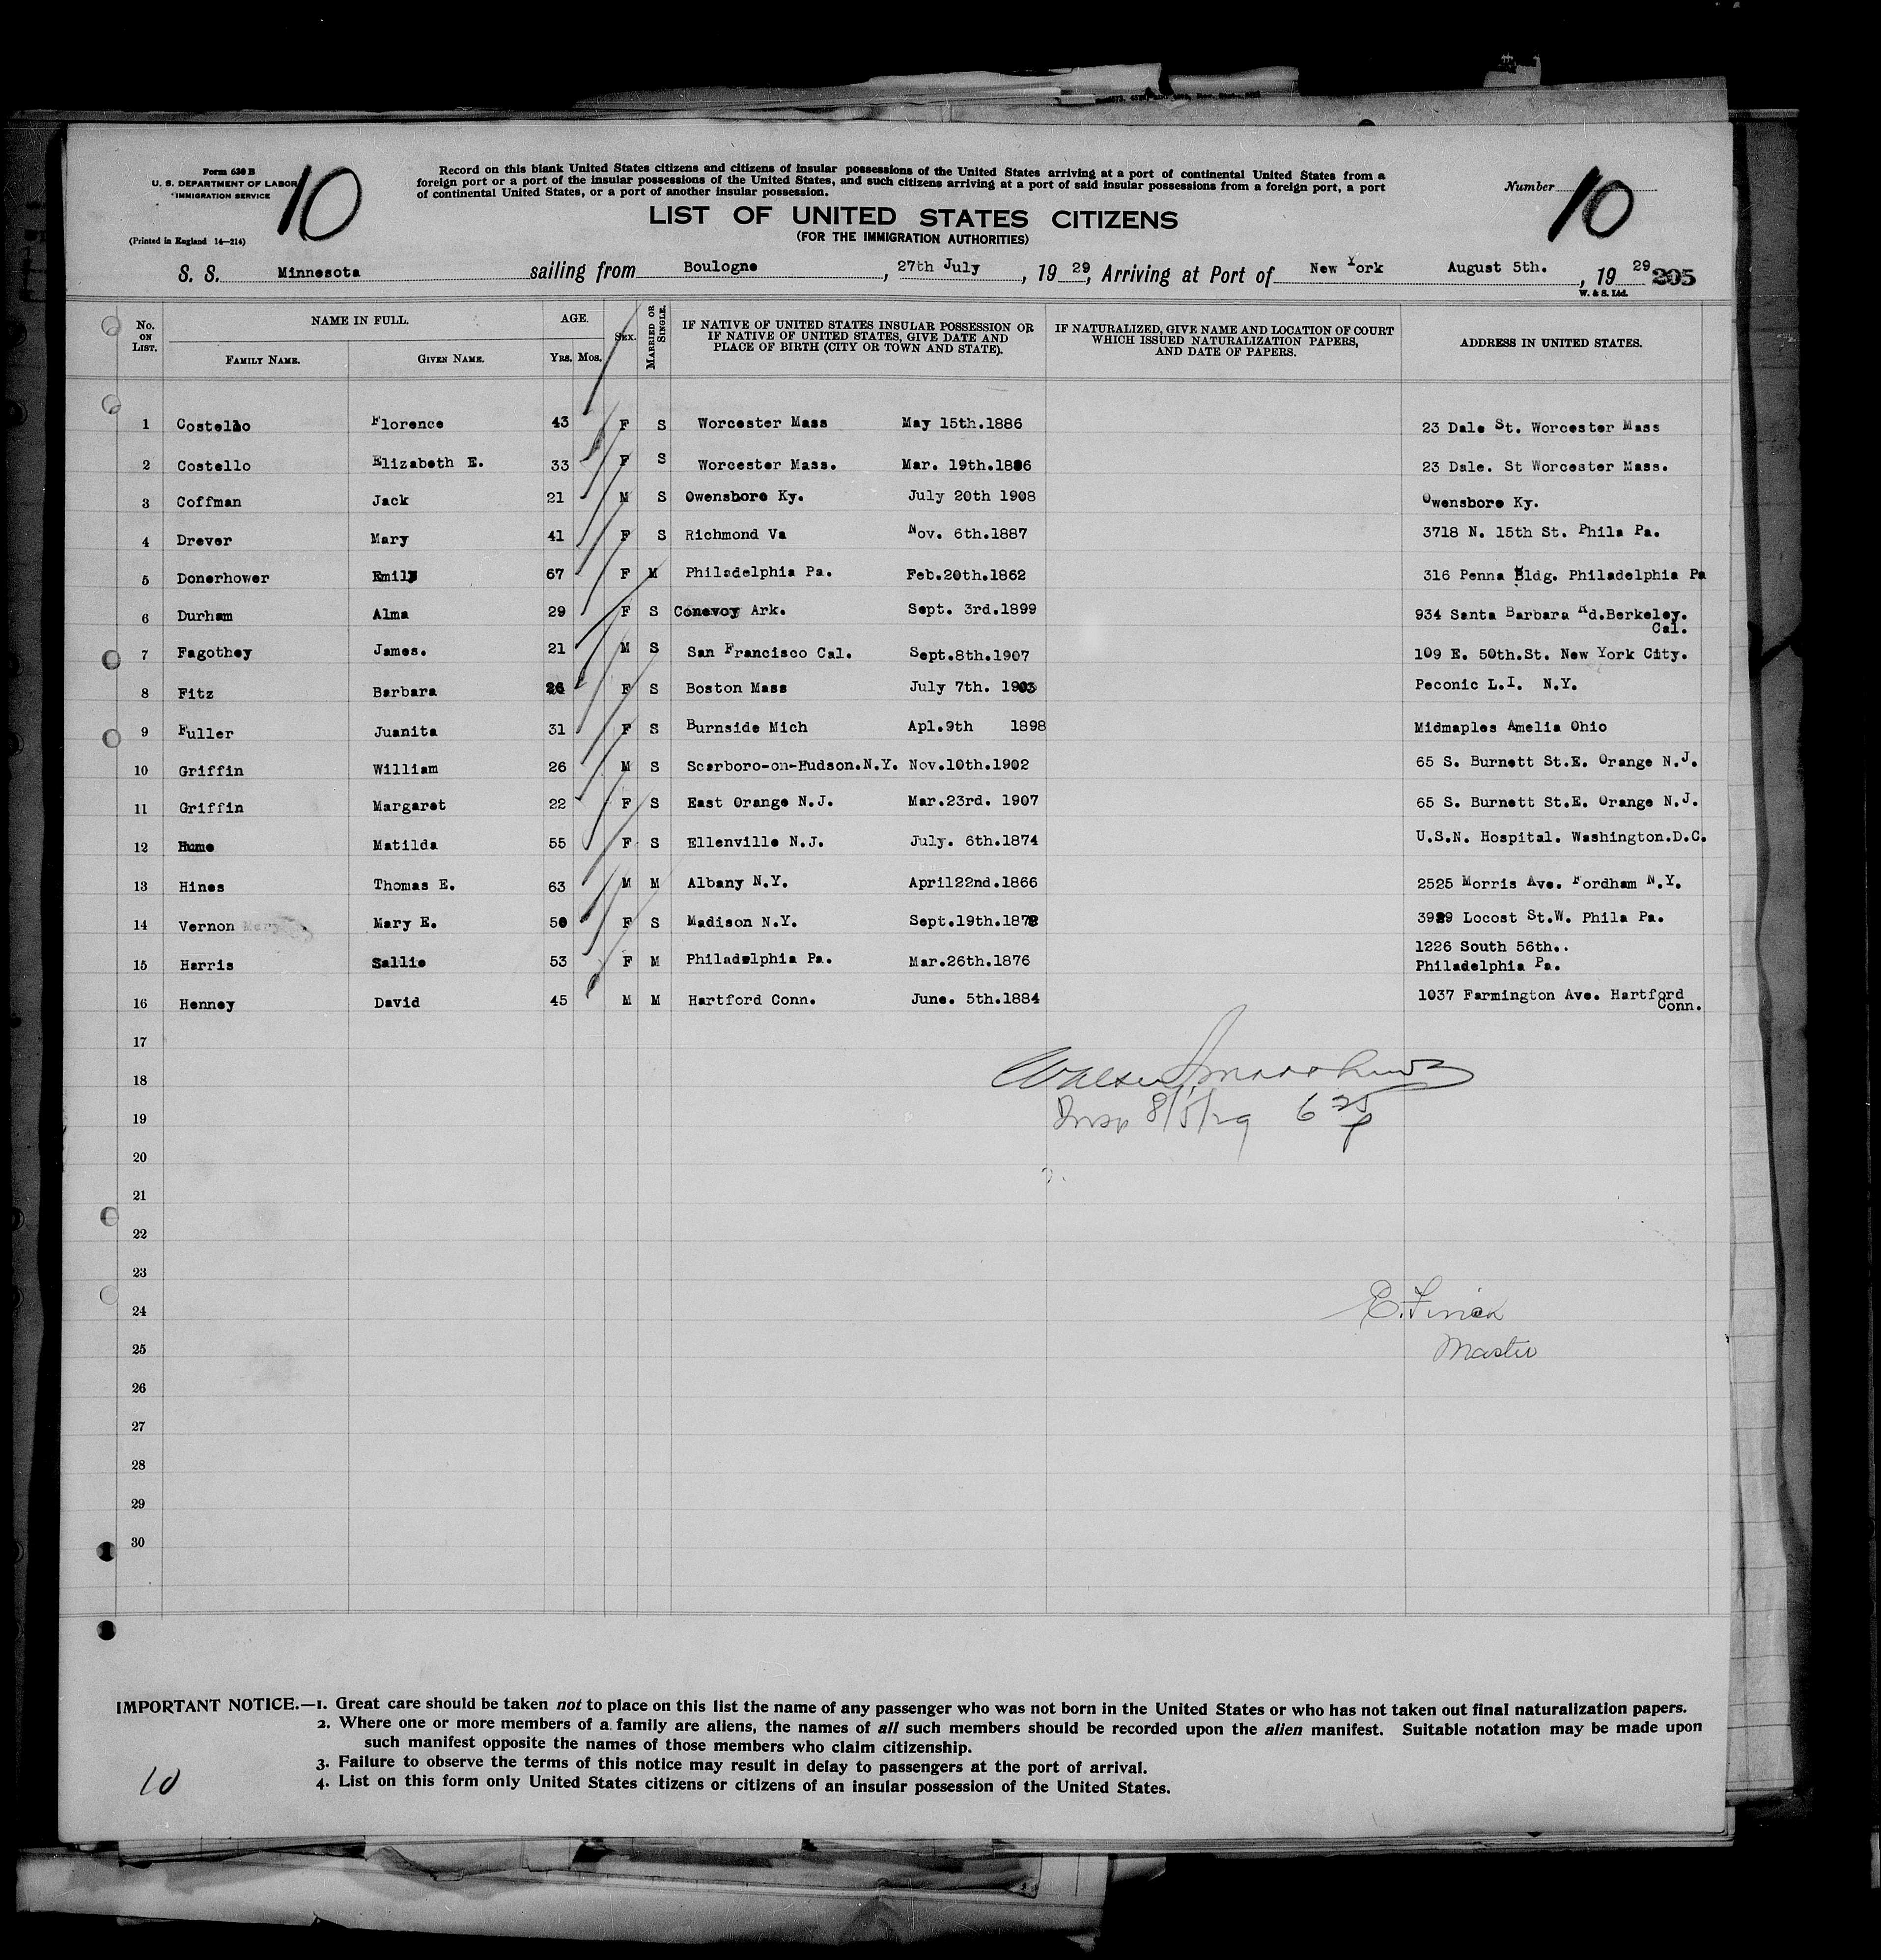 Form 630 B
U. S. DEPARTMENT OF LABOR
IMMIGRATION SERVICE
(Printed in England 14—214)
10
Record on this blank United States citizens and citizens of insular possessions of the United States arriving at a port of continental United States from a
foreign port or a port of the insular possessions of the United States, and such citizens arriving at a port of said insular possessions from a foreign port, a port
of continental United States, or a port of another insular possession.
Number 10
LIST OF UNITED STATES CITIZENS
(FOR THE IMMIGRATION AUTHORITIES)
S. S. Minnesota sailing from Boulogne, 27th July, 19 29, Arriving at Port of New York August 5th., 19 29 205
W. & S. Ltd.
No. ON LIST. NAME IN FULL. FAMILY NAME. GIVEN NAME. AGE. YRS. MOS. SEX. MARRIED OR SINGLE. IF NATIVE OF UNITED STATES INSULAR POSSESSION OR IF NATIVE OF UNITED STATES, GIVE DATE AND PLACE OF BIRTH (CITY OR TOWN AND STATE). IF NATURALIZED, GIVE NAME AND LOCATION OF COURT WHICH ISSUED NATURALIZATION PAPERS, AND DATE OF PAPERS. ADDRESS IN UNITED STATES.
1 Costello Florence 43 F S Worcester Mass May 15th.1886 23 Dale St. Worcester Mass
2 Costello Elizabeth E. 33 F S Worcester Mass. Mar. 19th.1896 23 Dale. St Worcester Mass.
3 Coffman Jack 21 M S Owensboro Ky. July 20th 1908 Owensboro Ky.
4 Drever Mary 41 F S Richmond Va Nov. 6th.1887 3718 N. 15th St. Phila Pa.
5 Donerhower Emily 67 F M Philadelphia Pa. Feb.20th.1862 316 Penna Bldg. Philadelphia Pa
6 Durham Alma 29 F S Conevoy Ark. Sept. 3rd.1899 934 Santa Barbara Rd.Berkeley.
Cal.
7 Fagothey James. 21 M S San Francisco Cal. Sept.8th.1907 109 E. 50th.St. New York City.
8 Fitz Barbara 26 F S Boston Mass July 7th. 1903 Peconic L.I. N.Y.
9 Fuller Juanita 31 F S Burnside Mich Apl.9th 1898 Midmaples Amelia Ohio
10 Griffin William 26 M S Scarboro-on-Hudson.N.Y. Nov.10th.1902 65 S. Burnett St.E. Orange N.J.
11 Griffin Margaret 22 F S East Orange N.J. Mar.23rd. 1907 65 S. Burnett St.E. Orange N.J.
12 Hume Matilda 55 F S Ellenville N.J. July. 6th.1874 U.S.N. Hospital. Washington.D.C.
13 Hines Thomas E. 63 M M Albany N.Y. April22nd.1866 2525 Morris Ave. Fordham N.Y.
14 Vernon Mary E. 50 F S Madison N.Y. Sept.19th.1878 3929 Locost St.W. Phila Pa.
15 Harris Sallie 53 F M Philadelphia Pa. Mar.26th.1876 1226 South 56th..
Philadelphia Pa.
16 Henney David 45 M M Hartford Conn. June. 5th.1884 1037 Farmington Ave. Hartford
Conn.
17
18
19 Insp 8/5/29 6 25 P
20
21
22
23
24 E. Finch
25 Master
26
27
28
29
30
IMPORTANT NOTICE.—1. Great care should be taken not to place on this list the name of any passenger who was not born in the United States or who has not taken out final naturalization papers.
2. Where one or more members of a family are aliens, the names of all such members should be recorded upon the alien manifest. Suitable notation may be made upon
such manifest opposite the names of those members who claim citizenship.
3. Failure to observe the terms of this notice may result in delay to passengers at the port of arrival.
4. List on this form only United States citizens or citizens of an insular possession of the United States.
10